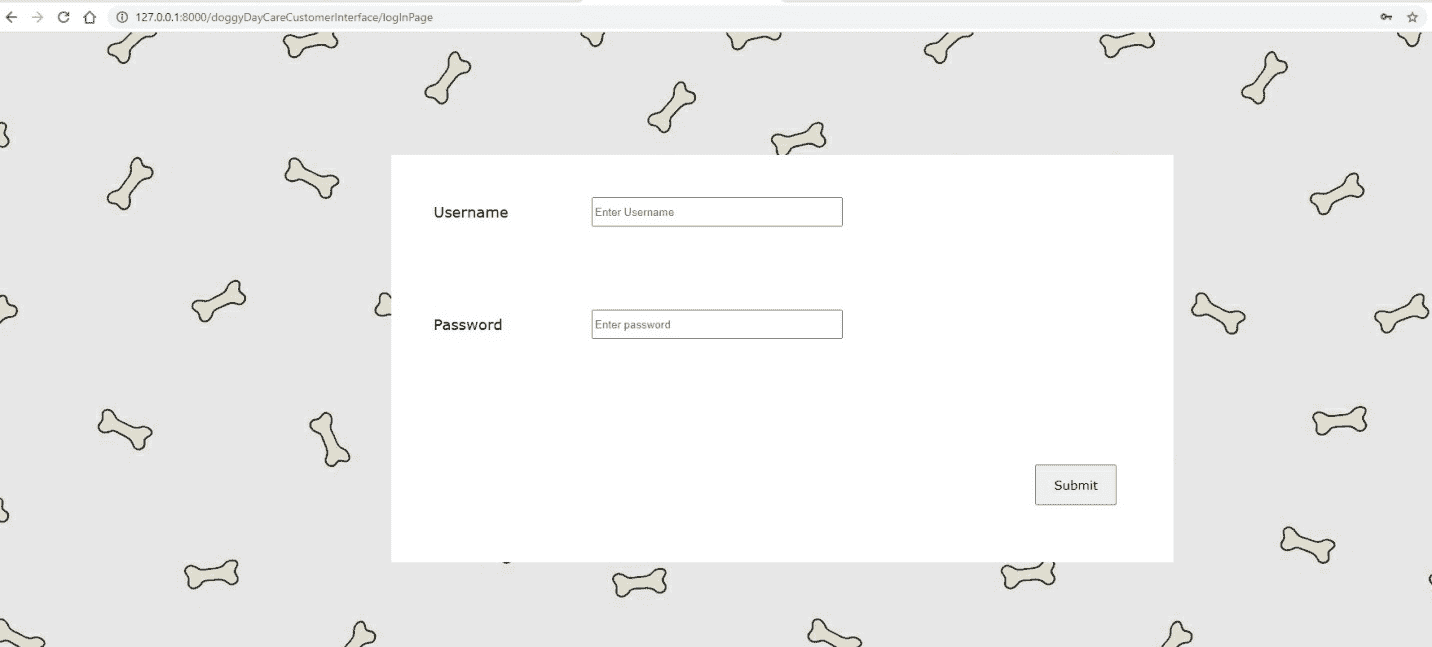 127.0.0.1:8000/doggyDayCareCustomerInterface/logInPage
Username
Enter Username
Password
Enter password
Submit